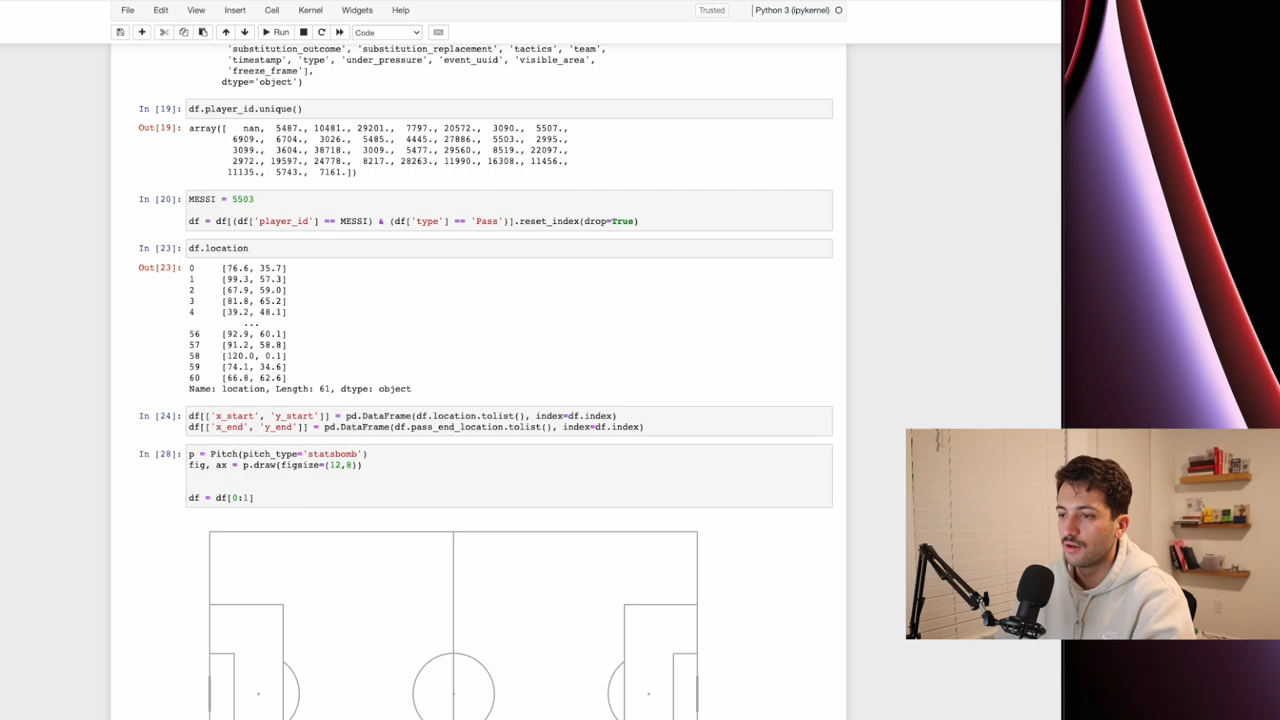 File Edit View Insert Cell Kernel Widgets Help Trusted Python 3 (ipykernel)
Run Code
'substitution_outcome', 'substitution_replacement', 'tactics', 'team',
'timestamp', 'type', 'under_pressure', 'event_uuid', 'visible_area',
'freeze_frame'],
dtype='object')
In [19]: df.player_id.unique()
Out[19]: array([ nan, 5487., 10481., 29201., 7797., 20572., 3090., 5507.,
6909., 6704., 3026., 5485., 4445., 27886., 5503., 2995.,
3099., 3604., 38718., 3009., 5477., 29560., 8519., 22097.,
2972., 19597., 24778., 8217., 28263., 11990., 16308., 11456.,
11135., 5743., 7161.])
In [20]: MESSI = 5503
df = df[(df['player_id'] == MESSI) & (df['type'] == 'Pass')].reset_index(drop=True)
In [23]: df.location
Out[23]: 0 [76.6, 35.7]
1 [99.3, 57.3]
2 [67.9, 59.0]
3 [81.8, 65.2]
4 [39.2, 48.1]
...
56 [92.9, 60.1]
57 [91.2, 58.8]
58 [120.0, 0.1]
59 [74.1, 34.6]
60 [66.8, 62.6]
Name: location, Length: 61, dtype: object
In [24]: df[['x_start', 'y_start']] = pd.DataFrame(df.location.tolist(), index=df.index)
df[['x_end', 'y_end']] = pd.DataFrame(df.pass_end_location.tolist(), index=df.index)
In [28]: p = Pitch(pitch_type='statsbomb')
fig, ax = p.draw(figsize=(12,8))
df = df[0:1]